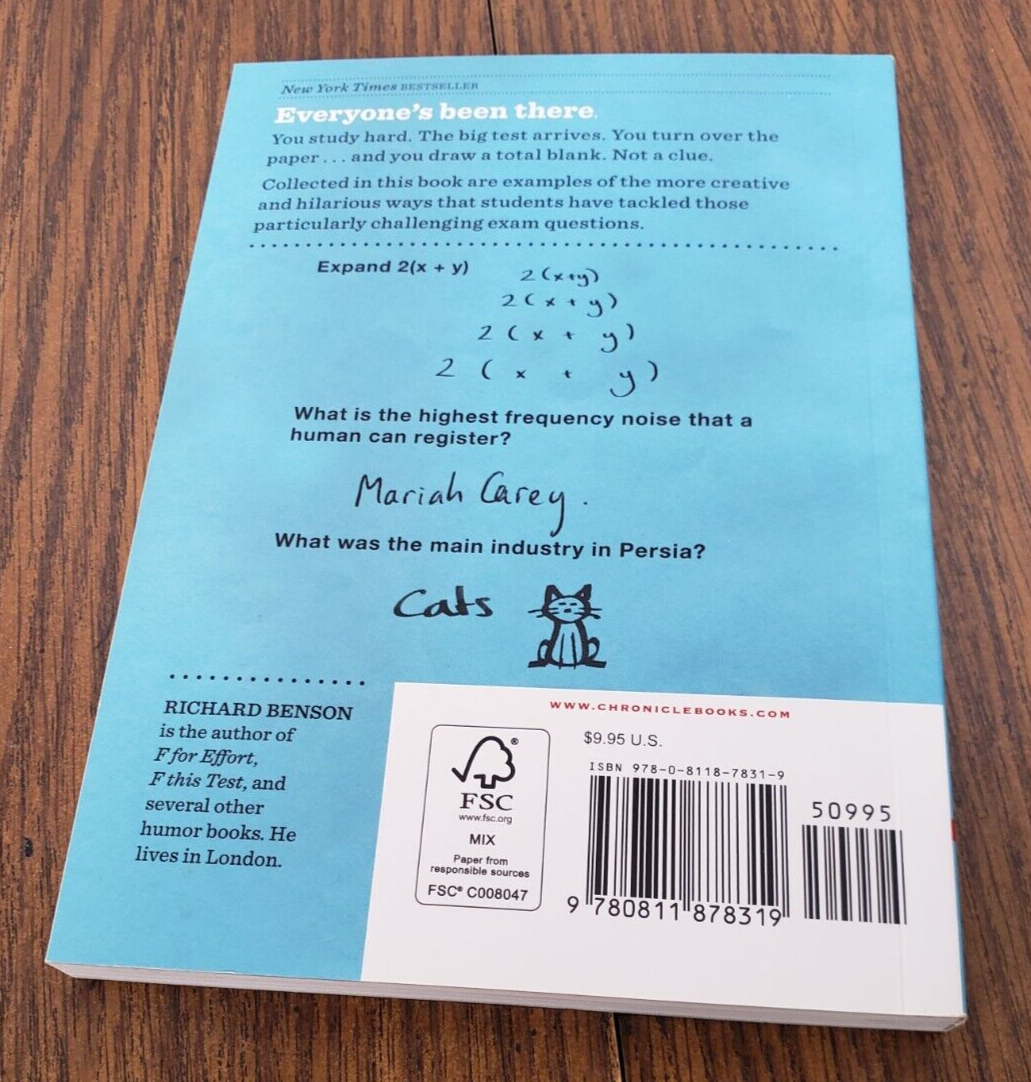 New York Times BESTSELLER
Everyone's been there.
You study hard. The big test arrives. You turn over the
paper... and you draw a total blank. Not a clue.
Collected in this book are examples of the more creative
and hilarious ways that students have tackled those
particularly challenging exam questions.
Expand 2(x + y)
2(x+y)
2(x + y)
2 ( x + y )
2 ( x + y )
What is the highest frequency noise that a
human can register?
Mariah Carey.
What was the main industry in Persia?
Cats
RICHARD BENSON
is the author of
F for Effort,
F this Test, and
several other
humor books. He
lives in London.
WWW.CHRONICLEBOOKS.COM
FSC
®
www.fsc.org
MIX
Paper from
responsible sources
FSC® C008047
$9.95 U.S.
ISBN 978-0-8118-7831-9
50995
9 780811 878319